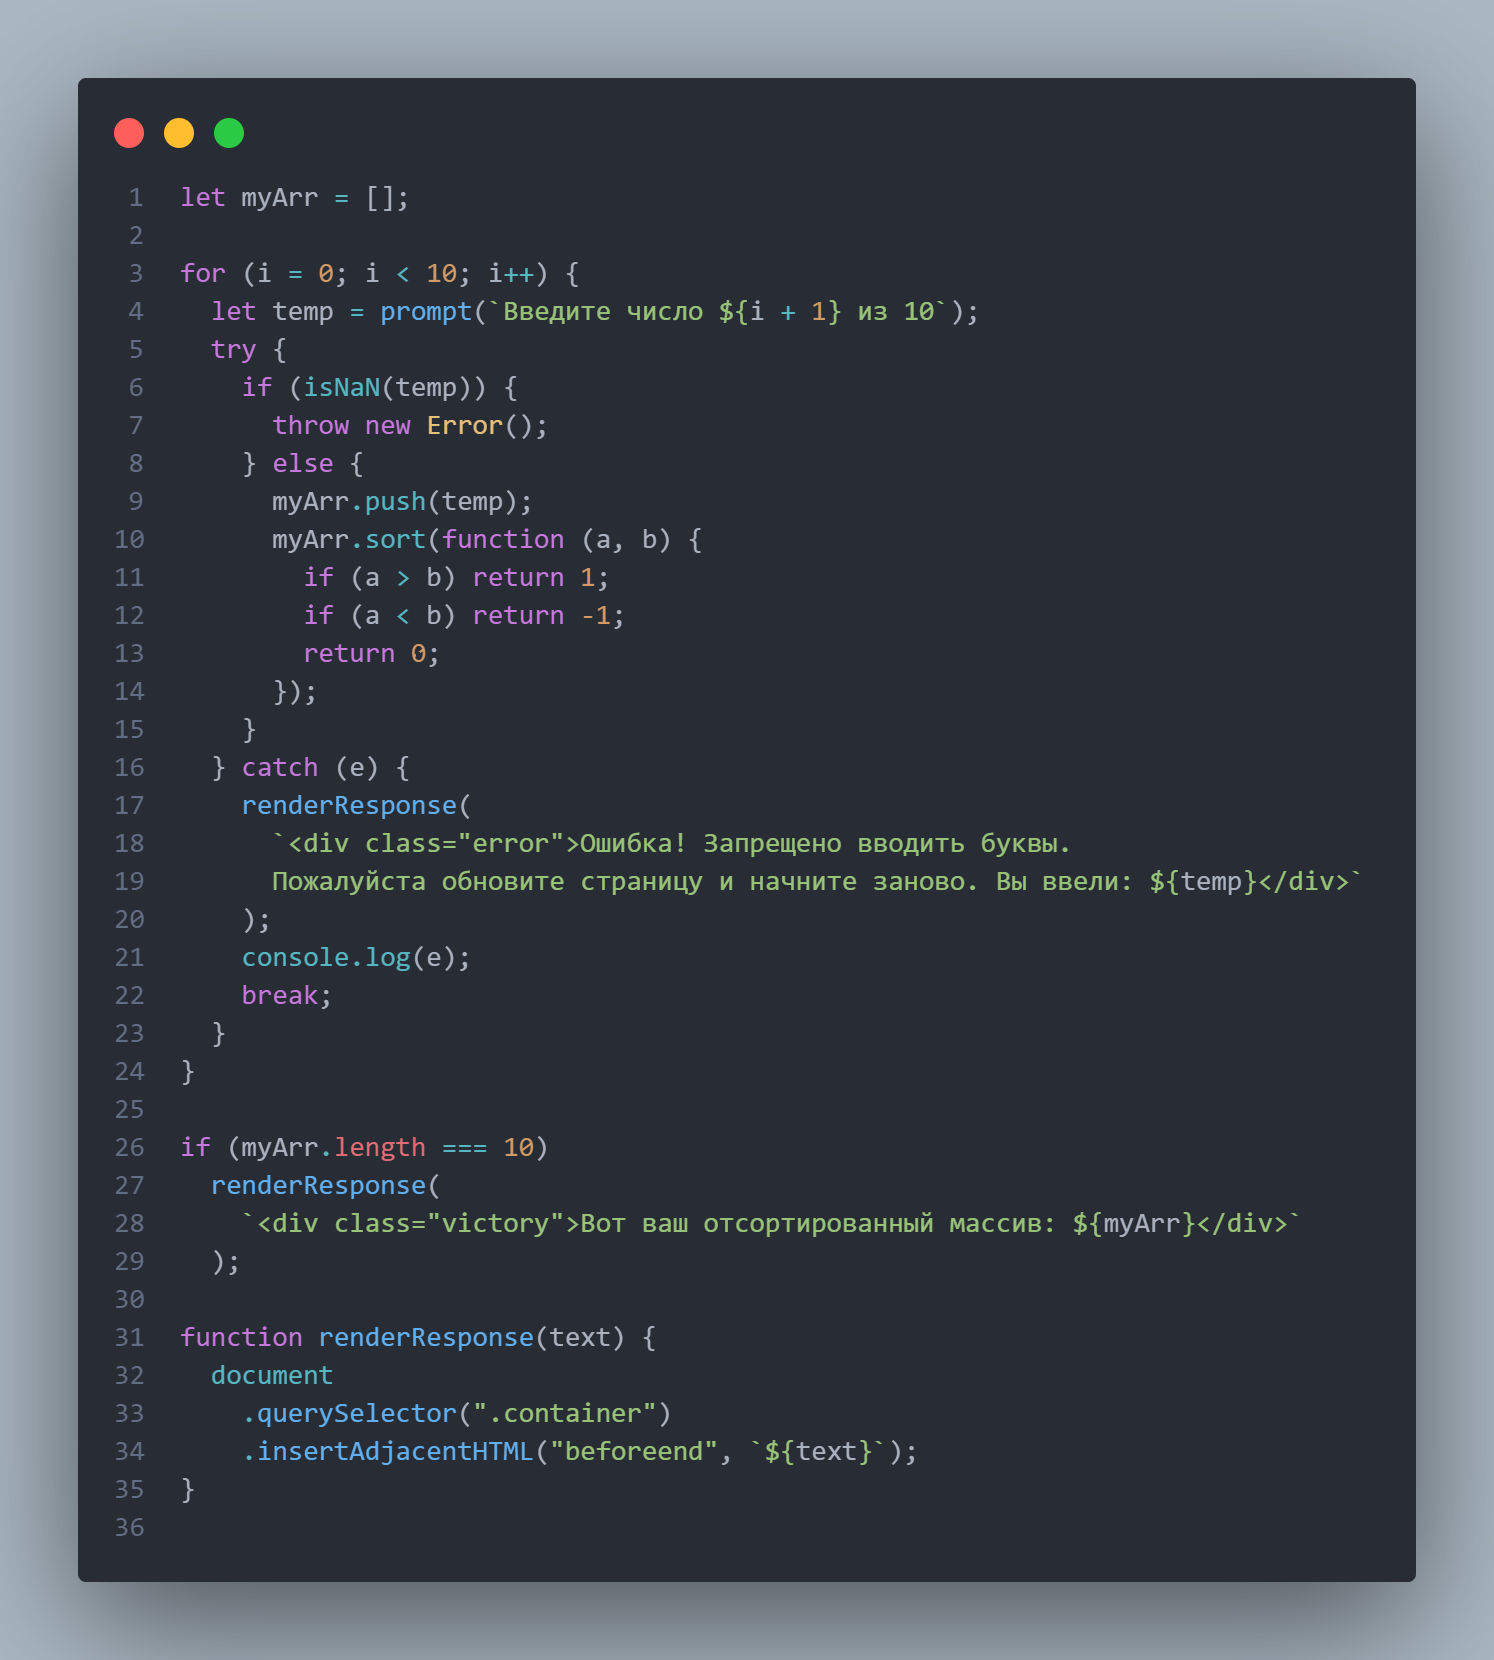 1 let myArr = [];
2
3 for (i = 0; i < 10; i++) {
4   let temp = prompt(`Введите число ${i + 1} из 10`);
5   try {
6     if (isNaN(temp)) {
7       throw new Error();
8     } else {
9       myArr.push(temp);
10       myArr.sort(function (a, b) {
11         if (a > b) return 1;
12         if (a < b) return -1;
13         return 0;
14       });
15     }
16   } catch (e) {
17     renderResponse(
18       `<div class="error">Ошибка! Запрещено вводить буквы.
19       Пожалуйста обновите страницу и начните заново. Вы ввели: ${temp}</div>`
20     );
21     console.log(e);
22     break;
23   }
24 }
25
26 if (myArr.length === 10)
27   renderResponse(
28     `<div class="victory">Вот ваш отсортированный массив: ${myArr}</div>`
29   );
30
31 function renderResponse(text) {
32   document
33     .querySelector(".container")
34     .insertAdjacentHTML("beforeend", `${text}`);
35 }
36